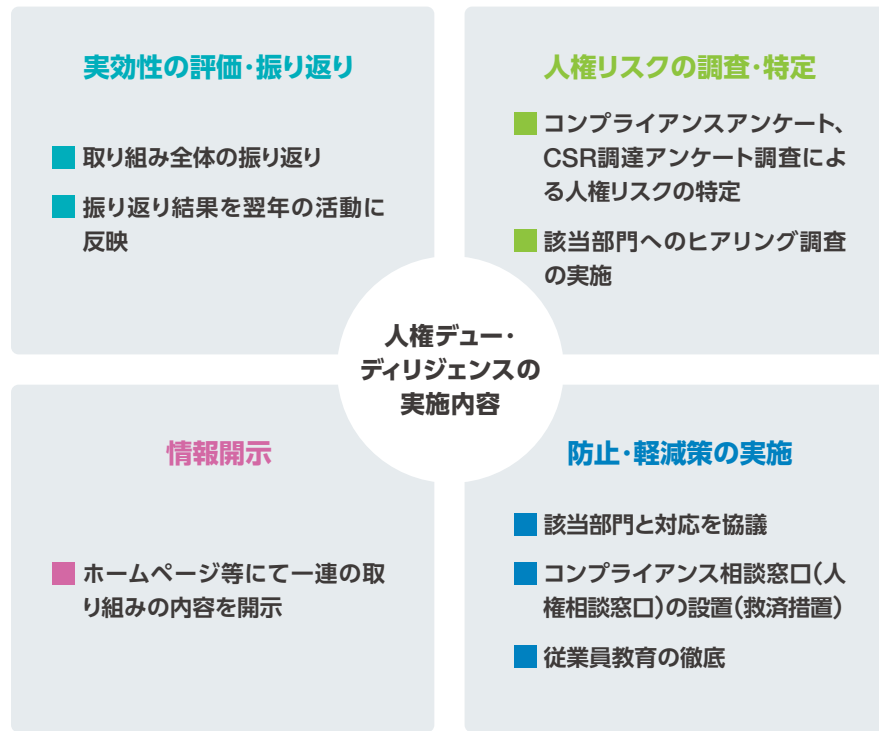 実効性の評価・振り返り
取り組み全体の振り返り
振り返り結果を翌年の活動に
反映
人権リスクの調査・特定
コンプライアンスアンケート、
CSR調達アンケート調査によ
る人権リスクの特定
該当部門へのヒアリング調査
の実施
人権デュー・
ディリジェンスの
実施内容
情報開示
ホームページ等にて一連の取
り組みの内容を開示
防止・軽減策の実施
該当部門と対応を協議
コンプライアンス相談窓口(人
権相談窓口)の設置(救済措置)
従業員教育の徹底